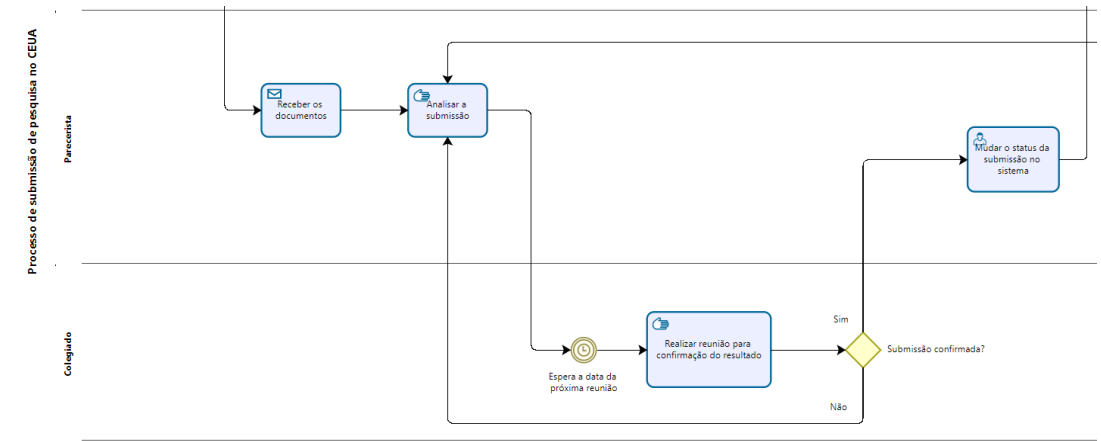 Processo de submissão de pesquisa no CEUA
Parecerista
Receber os
documentos
Analisar a
submissão
Mudar o status da
submissão no
sistema
Colegiado
Espera a data da
próxima reunião
Realizar reunião para
confirmação do resultado
Sim
Submissão confirmada?
Não